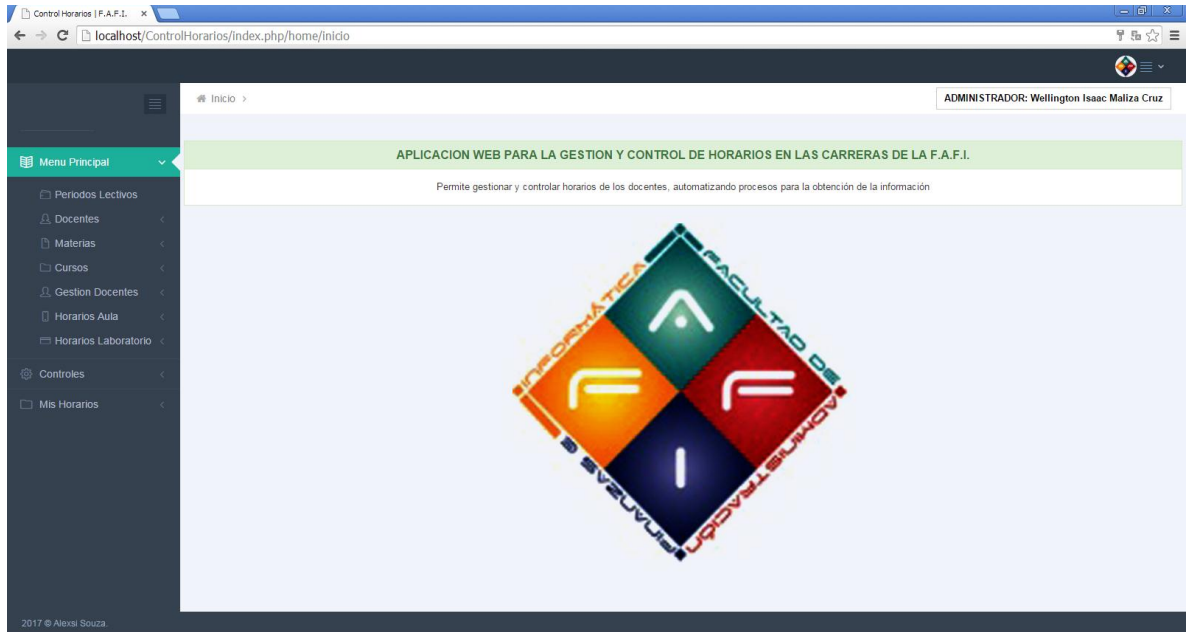 Control Horarios | F.A.F.I.
localhost/ControlHorarios/index.php/home/inicio
Inicio >
ADMINISTRADOR: Wellington Isaac Maliza Cruz
Menu Principal
Periodos Lectivos
Docentes
Materias
Cursos
Gestion Docentes
Horarios Aula
Horarios Laboratorio
Controles
Mis Horarios
APLICACION WEB PARA LA GESTION Y CONTROL DE HORARIOS EN LAS CARRERAS DE LA F.A.F.I.
Permite gestionar y controlar horarios de los docentes, automatizando procesos para la obtención de la información
FACULTAD DE
ADMINISTRACIÓN
FINANZAS E
INFORMÁTICA
A
F
F
I
2017 © Alexsi Souza.